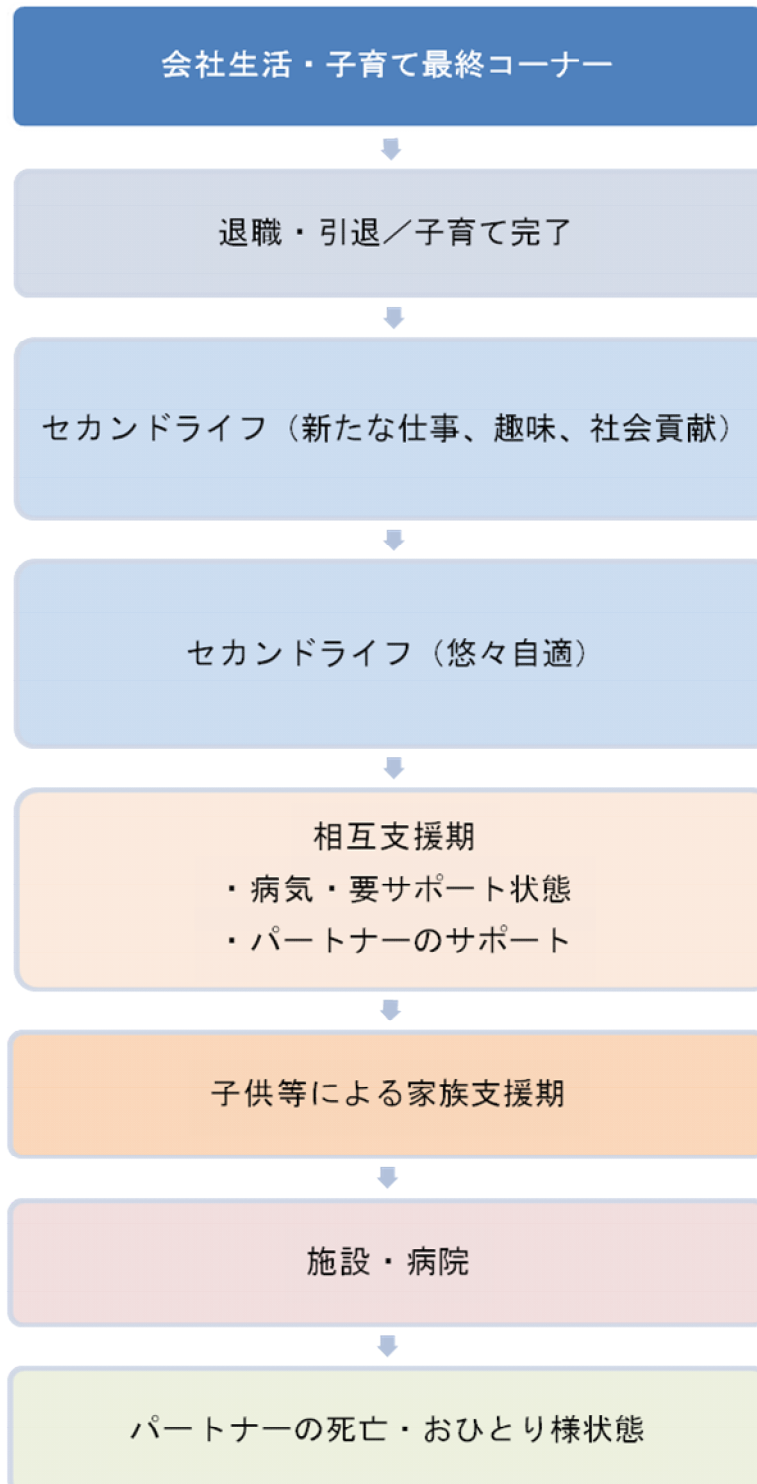 会社生活・子育て最終コーナー
退職・引退／子育て完了
セカンドライフ（新たな仕事、趣味、社会貢献）
セカンドライフ（悠々自適）
相互支援期
・病気・要サポート状態
・パートナーのサポート
子供等による家族支援期
施設・病院
パートナーの死亡・おひとり様状態